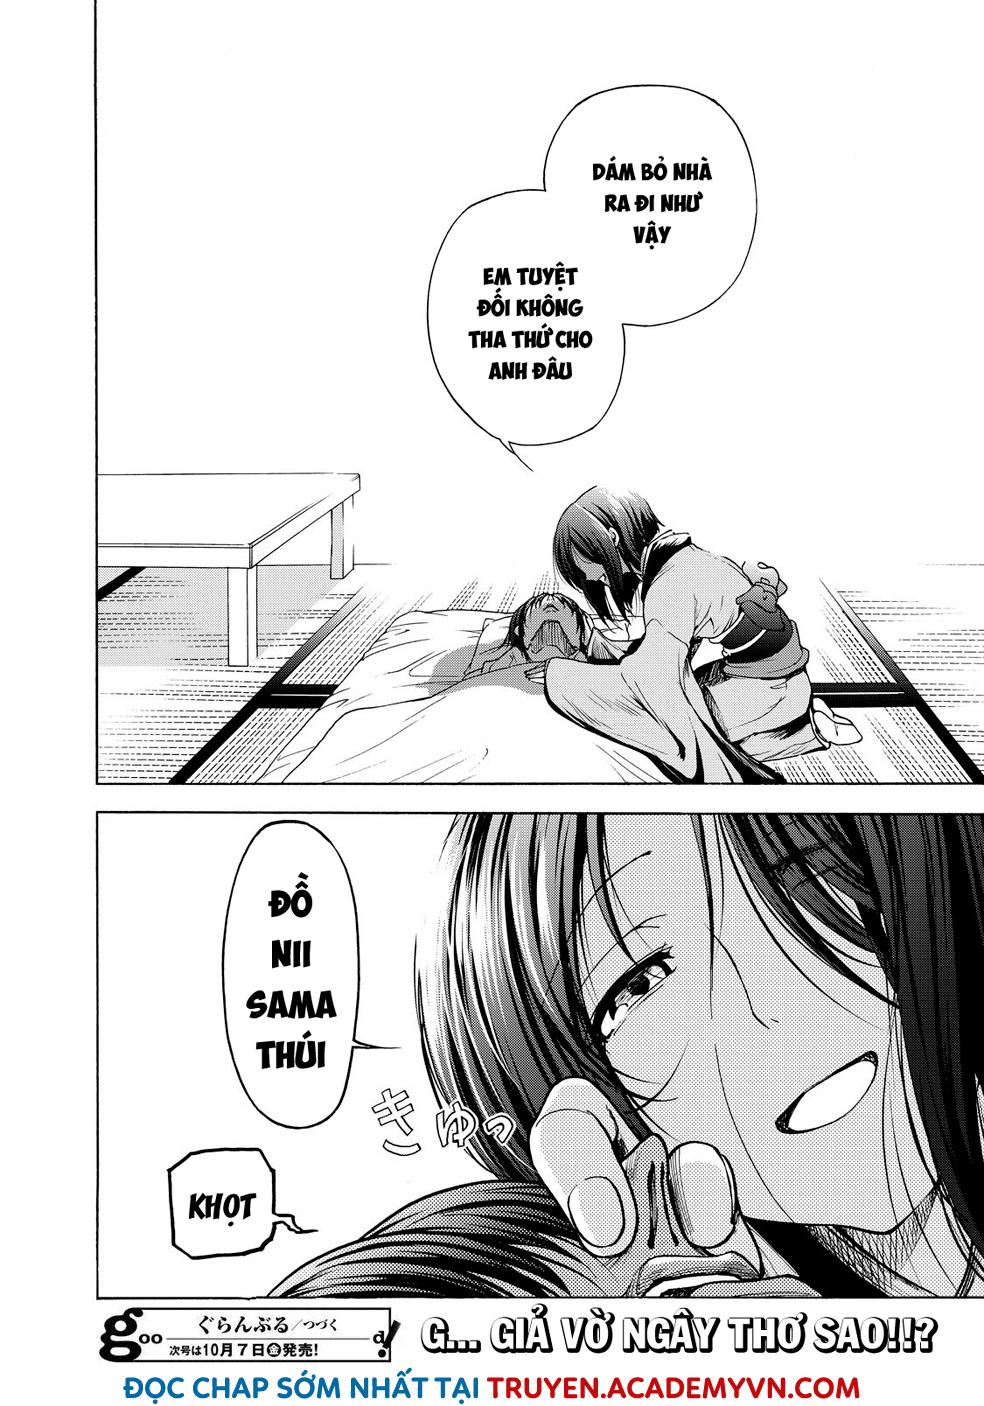 DÁM BỎ NHÀ
RA ĐI NHƯ
VẬY
EM TUYỆT
ĐỐI KHÔNG
THA THỨ CHO
ANH ĐÂU
ĐỒ
NII
SAMA
THÚI
きゅっ
KHỌT
goo d!
ぐらんぶる/つづく
次号は10月7日㊎発売!
G... GIẢ VỜ NGÂY THƠ SAO!!?
ĐỌC CHAP SỚM NHẤT TẠI TRUYEN.ACADEMYVN.COM